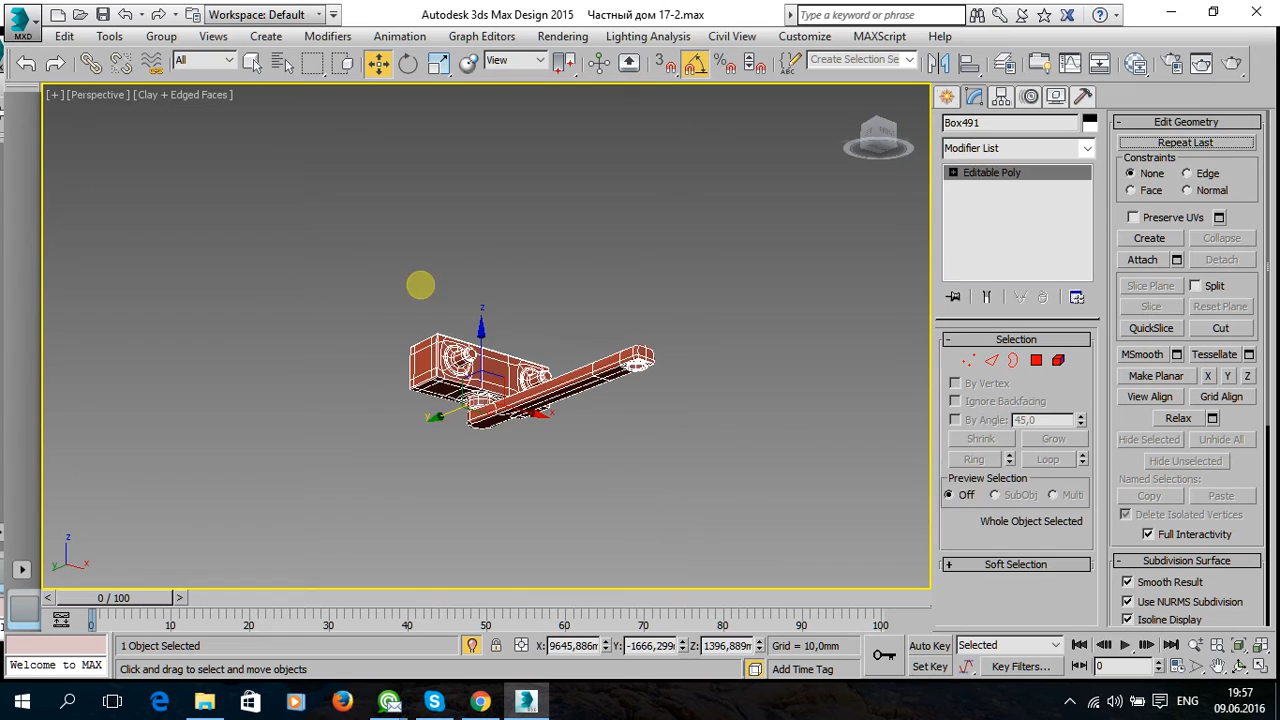 MXD
Workspace: Default
Autodesk 3ds Max Design 2015 Частный дом 17-2.max
Type a keyword or phrase
Edit Tools Group Views Create Modifiers Animation Graph Editors Rendering Lighting Analysis Civil View Customize MAXScript Help
All
View
3
Create Selection Se
[+] [Perspective] [Clay + Edged Faces]
Box491
Modifier List
Editable Poly
Selection
By Vertex
Ignore Backfacing
By Angle: 45,0
Shrink Grow
Ring Loop
Preview Selection
Off SubObj Multi
Whole Object Selected
Soft Selection
Edit Geometry
Repeat Last
Constraints
None Edge
Face Normal
Preserve UVs
Create Collapse
Attach Detach
Slice Plane Split
Slice Reset Plane
QuickSlice Cut
MSmooth Tessellate
Make Planar X Y Z
View Align Grid Align
Relax
Hide Selected Unhide All
Hide Unselected
Named Selections:
Copy Paste
Delete Isolated Vertices
Full Interactivity
Subdivision Surface
Smooth Result
Use NURMS Subdivision
Isoline Display
z
y
x
z
y x
0 / 100
0 10 20 30 40 50 60 70 80 90 100
1 Object Selected
X: 9645,886m Y: -1666,299m Z: 1396,889m Grid = 10,0mm
Auto Key Selected
Welcome to MAX
Click and drag to select and move objects
Add Time Tag
Set Key Key Filters... 0
ENG
19:57
09.06.2016